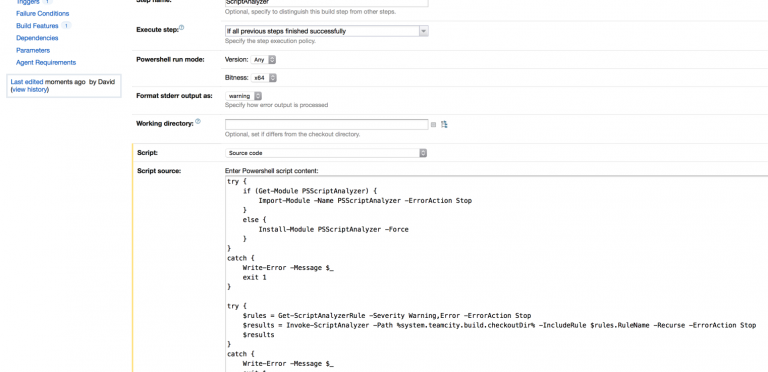 Triggers 1
Step name:
ScriptAnalyzer
Optional, specify to distinguish this build step from other steps.
Failure Conditions
Build Features 1
Execute step: ?
If all previous steps finished successfully
Specify the step execution policy.
Dependencies
Parameters
Agent Requirements
Powershell run mode:
Version: Any
Bitness: x64
Last edited moments ago by David
(view history)
Format stderr output as:
warning
Specify how error output is processed
Working directory: ?
Optional, set if differs from the checkout directory.
Script:
Source code
Script source:
Enter Powershell script content:
try {
if (Get-Module PSScriptAnalyzer) {
Import-Module -Name PSScriptAnalyzer -ErrorAction Stop
}
else {
Install-Module PSScriptAnalyzer -Force
}
}
catch {
Write-Error -Message $_
exit 1
}
try {
$rules = Get-ScriptAnalyzerRule -Severity Warning,Error -ErrorAction Stop
$results = Invoke-ScriptAnalyzer -Path %system.teamcity.build.checkoutDir% -IncludeRule $rules.RuleName -Recurse -ErrorAction Stop
$results
}
catch {
Write-Error -Message $_